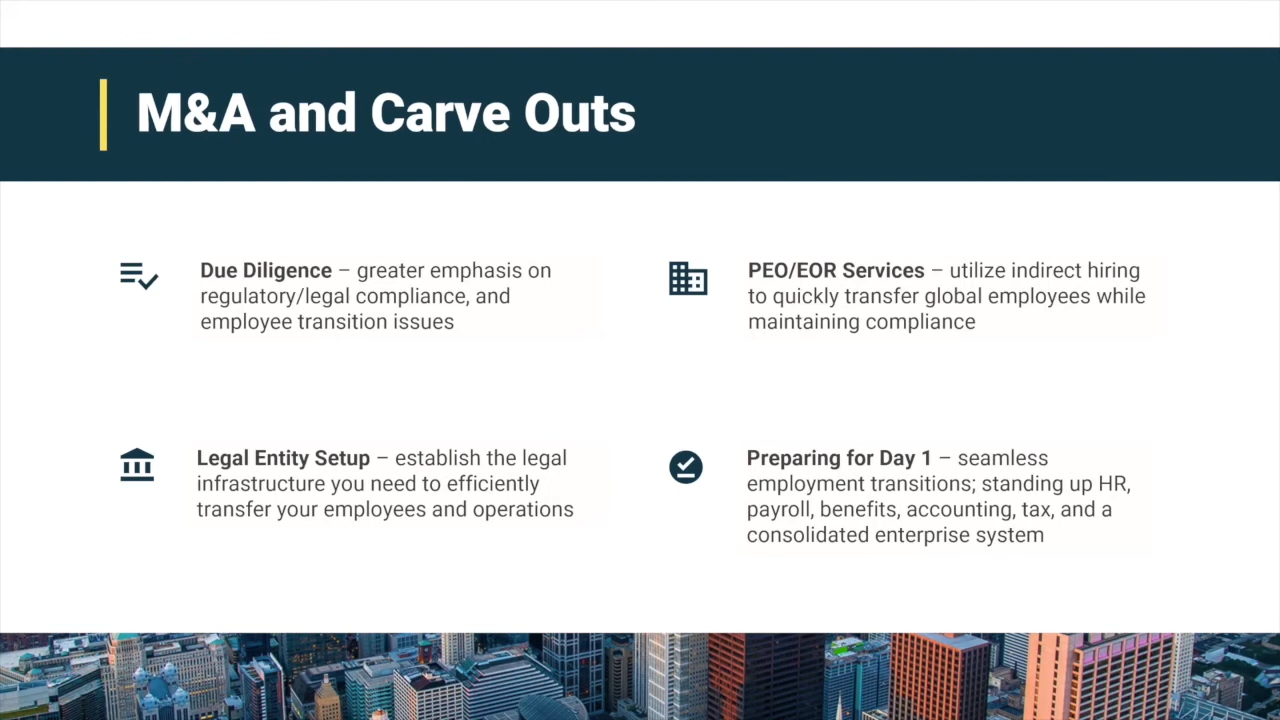 M&A and Carve Outs
Due Diligence – greater emphasis on
regulatory/legal compliance, and
employee transition issues
PEO/EOR Services – utilize indirect hiring
to quickly transfer global employees while
maintaining compliance
Legal Entity Setup – establish the legal
infrastructure you need to efficiently
transfer your employees and operations
Preparing for Day 1 – seamless
employment transitions; standing up HR,
payroll, benefits, accounting, tax, and a
consolidated enterprise system